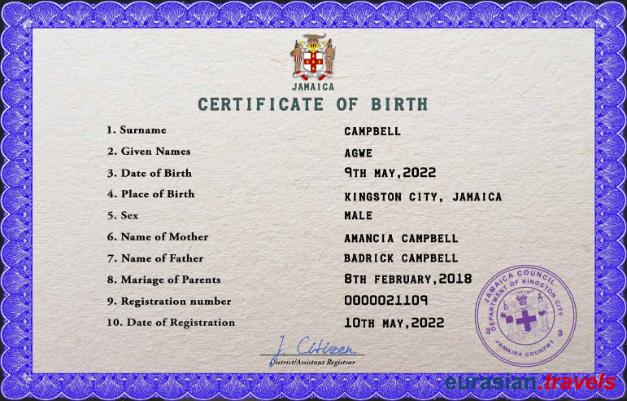 JAMAICA
CERTIFICATE OF BIRTH
1. Surname CAMPBELL
2. Given Names AGWE
3. Date of Birth 9TH MAY,2022
4. Place of Birth KINGSTON CITY, JAMAICA
5. Sex MALE
6. Name of Mother AMANCIA CAMPBELL
7. Name of Father BADRICK CAMPBELL
8. Mariage of Parents 8TH FEBRUARY,2018
9. Registration number 0000021109
10. Date of Registration 10TH MAY,2022
JAMAICA COUNCIL
DEPARTMENT OF KINGSTON CITY
3 3
JAMAICA COUNTRY
J. Citizen
District/Assistant Registrar
eurasian.travels